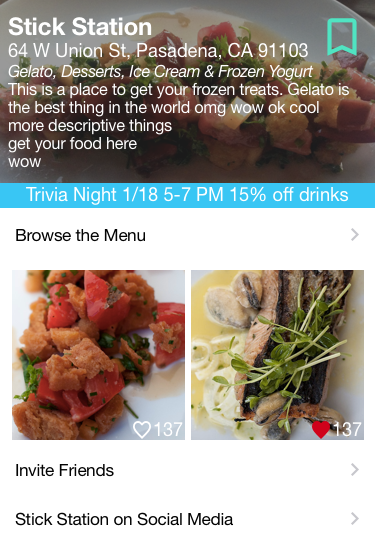 Stick Station
64 W Union St, Pasadena, CA 91103
Gelato, Desserts, Ice Cream & Frozen Yogurt
This is a place to get your frozen treats. Gelato is
the best thing in the world omg wow ok cool
more descriptive things
get your food here
wow
Trivia Night 1/18 5-7 PM 15% off drinks
Browse the Menu
137
137
Invite Friends
Stick Station on Social Media